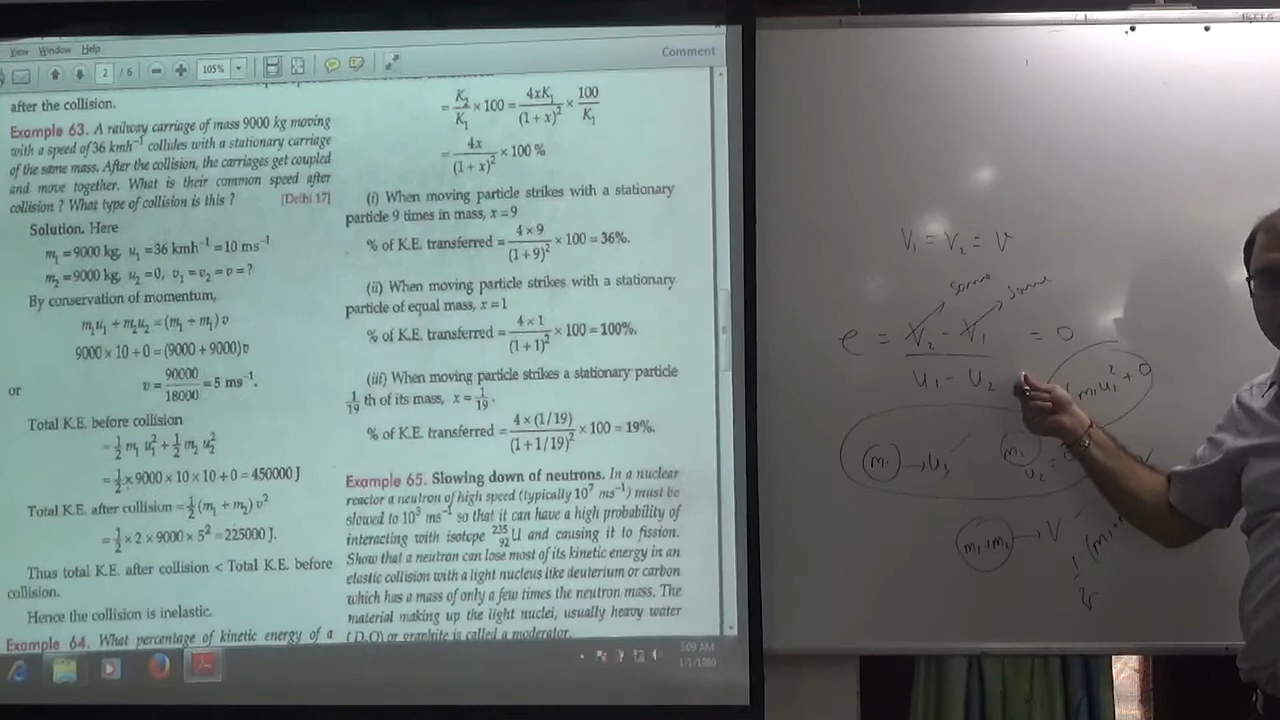 View Window Help
2 / 6
105%
Comment
after the collision.
Example 63. A railway carriage of mass 9000 kg moving
with a speed of 36 kmh⁻¹ collides with a stationary carriage
of the same mass. After the collision, the carriages get coupled
and move together. What is their common speed after
collision ? What type of collision is this ? [Delhi 17]
Solution. Here
m₁ = 9000 kg, u₁ = 36 kmh⁻¹ = 10 ms⁻¹
m₂ = 9000 kg, u₂ = 0, v₁ = v₂ = v = ?
By conservation of momentum,
m₁u₁ + m₂u₂ = (m₁ + m₁) v
9000 × 10 + 0 = (9000 + 9000) v
or v = 90000/18000 = 5 ms⁻¹.
Total K.E. before collision
= 1/2 m₁ u₁² + 1/2 m₂ u₂²
= 1/2 × 9000 × 10 × 10 + 0 = 450000 J
Total K.E. after collision = 1/2 (m₁ + m₂) v²
= 1/2 × 2 × 9000 × 5² = 225000 J.
Thus total K.E. after collision < Total K.E. before
collision.
Hence the collision is inelastic.
Example 64. What percentage of kinetic energy of a
= K₂/K₁ × 100 = 4xK₁/(1 + x)² × 100/K₁
= 4x/(1 + x)² × 100 %
(i) When moving particle strikes with a stationary
particle 9 times in mass, x = 9
% of K.E. transferred = 4 × 9/(1 + 9)² × 100 = 36%.
(ii) When moving particle strikes with a stationary
particle of equal mass, x = 1
% of K.E. transferred = 4 × 1/(1 + 1)² × 100 = 100%.
(iii) When moving particle strikes a stationary particle
1/19 th of its mass, x = 1/19.
% of K.E. transferred = 4 × (1/19)/(1 + 1/19)² × 100 = 19%.
Example 65. Slowing down of neutrons. In a nuclear
reactor a neutron of high speed (typically 10⁷ ms⁻¹) must be
slowed to 10³ ms⁻¹ so that it can have a high probability of
interacting with isotope ²³⁵₉₂U and causing it to fission.
Show that a neutron can lose most of its kinetic energy in an
elastic collision with a light nucleus like deuterium or carbon
which has a mass of only a few times the neutron mass. The
material making up the light nuclei, usually heavy water
(D₂O) or graphite is called a moderator.
3:09 AM
1/1/1980
V₁ = V₂ = V
same same
e = V₂ - V₁ / u₁ - u₂ = 0
m₁u₁² + 0
m₁ → u₁
u₂ =
m₁+m₂ → V